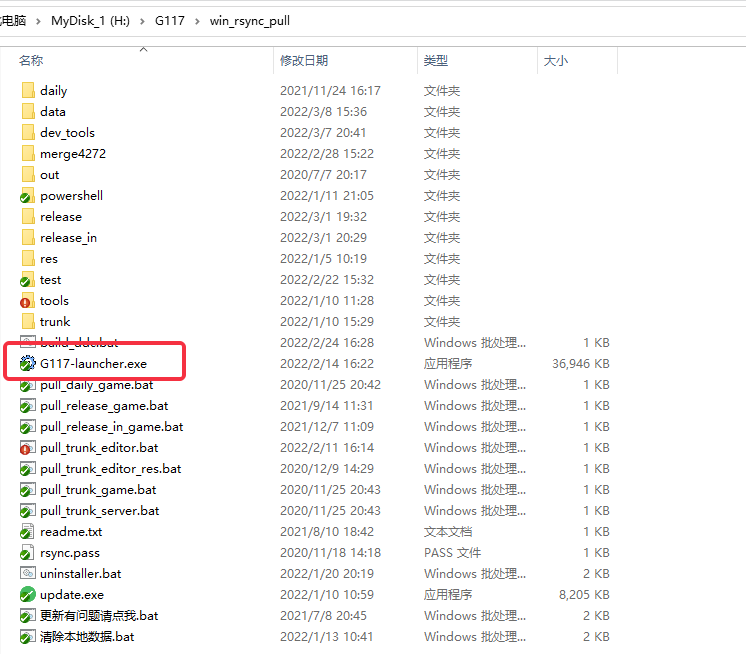 电脑 › MyDisk_1 (H:) › G117 › win_rsync_pull
名称 修改日期 类型 大小
daily 2021/11/24 16:17 文件夹
data 2022/3/8 15:36 文件夹
dev_tools 2022/3/7 20:41 文件夹
merge4272 2022/2/28 15:22 文件夹
out 2020/7/7 20:17 文件夹
powershell 2022/1/11 21:05 文件夹
release 2022/3/1 19:32 文件夹
release_in 2022/3/1 20:29 文件夹
res 2022/1/5 10:19 文件夹
test 2022/2/22 15:32 文件夹
tools 2022/1/10 11:28 文件夹
trunk 2022/1/10 15:29 文件夹
build_ddc.bat 2022/2/24 16:28 Windows 批处理... 1 KB
G117-launcher.exe 2022/2/14 16:22 应用程序 36,946 KB
pull_daily_game.bat 2020/11/25 20:42 Windows 批处理... 1 KB
pull_release_game.bat 2021/9/14 11:31 Windows 批处理... 1 KB
pull_release_in_game.bat 2021/12/7 11:09 Windows 批处理... 1 KB
pull_trunk_editor.bat 2022/2/11 16:14 Windows 批处理... 1 KB
pull_trunk_editor_res.bat 2020/12/9 14:29 Windows 批处理... 1 KB
pull_trunk_game.bat 2020/11/25 20:43 Windows 批处理... 1 KB
pull_trunk_server.bat 2020/11/25 20:43 Windows 批处理... 1 KB
readme.txt 2021/8/10 18:42 文本文档 1 KB
rsync.pass 2020/11/18 14:18 PASS 文件 1 KB
uninstaller.bat 2022/1/20 20:19 Windows 批处理... 2 KB
update.exe 2022/1/10 10:59 应用程序 8,205 KB
更新有问题请点我.bat 2021/7/8 20:45 Windows 批处理... 2 KB
清除本地数据.bat 2022/1/13 10:41 Windows 批处理... 2 KB